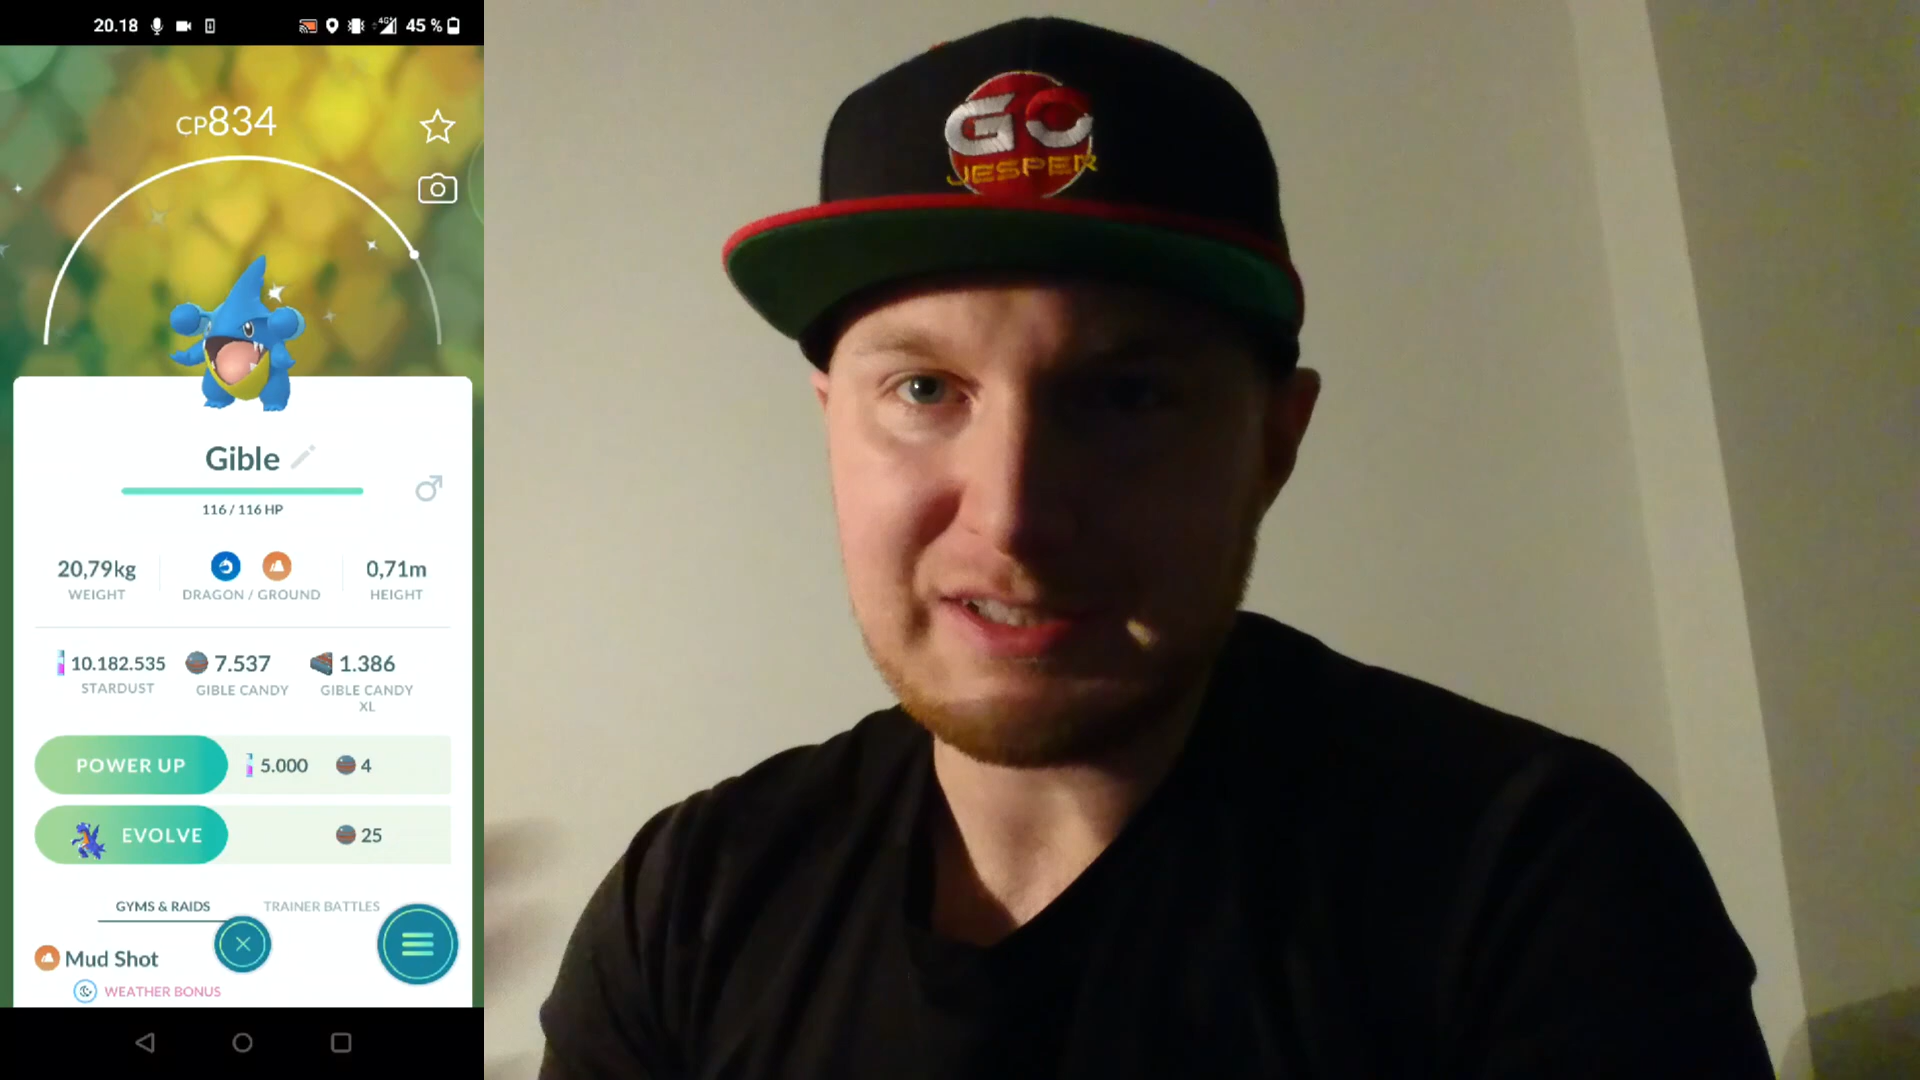 20.18
4G+
45 %
CP834
Gible
116 / 116 HP
20,79kg
WEIGHT
DRAGON / GROUND
0,71m
HEIGHT
10.182.535
STARDUST
7.537
GIBLE CANDY
1.386
GIBLE CANDY
XL
POWER UP
5.000
4
EVOLVE
25
GYMS & RAIDS
TRAINER BATTLES
Mud Shot
WEATHER BONUS
GO
JESPER